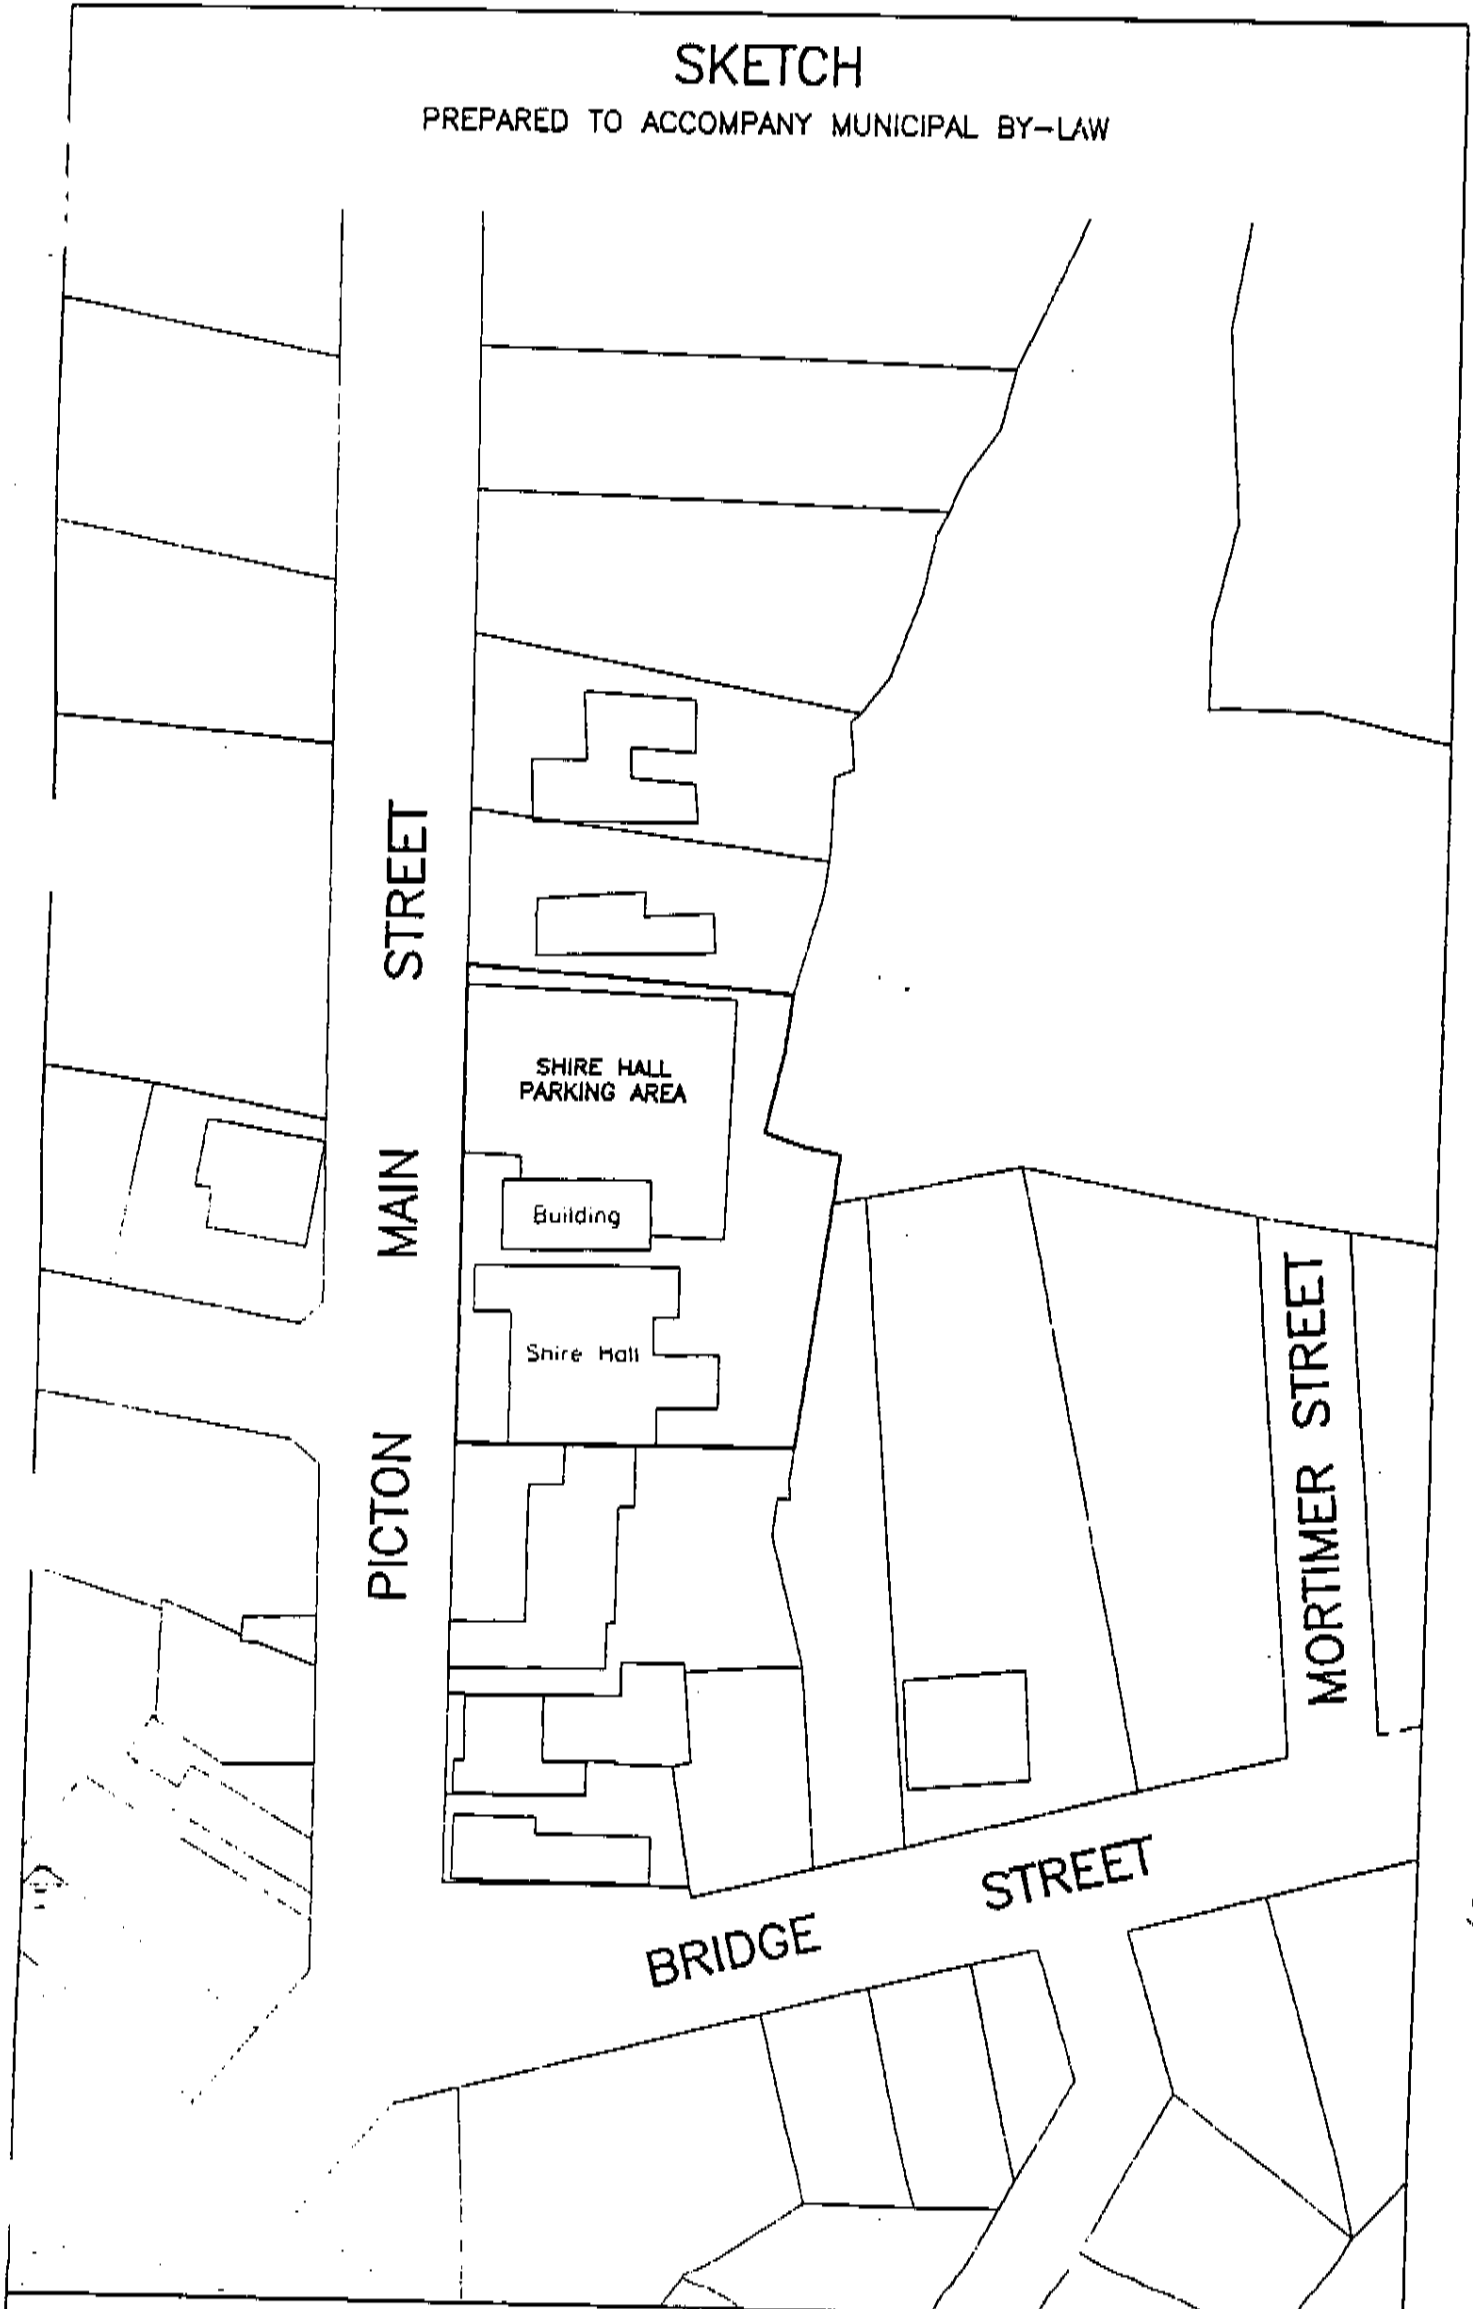 SKETCH
PREPARED TO ACCOMPANY MUNICIPAL BY-LAW
PICTON MAIN STREET
SHIRE HALL
PARKING AREA
Building
Shire Hall
MORTIMER STREET
BRIDGE STREET